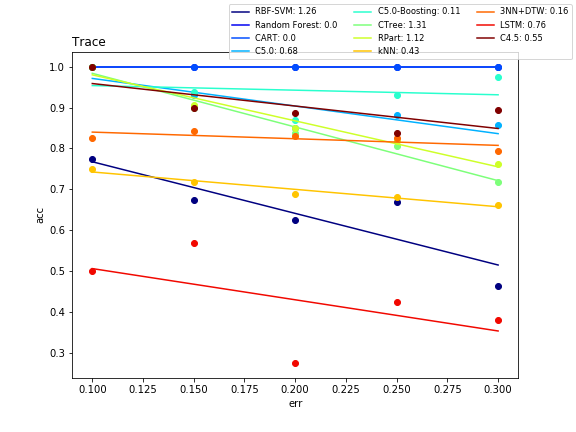 RBF-SVM: 1.26
Random Forest: 0.0
CART: 0.0
C5.0: 0.68
C5.0-Boosting: 0.11
CTree: 1.31
RPart: 1.12
kNN: 0.43
3NN+DTW: 0.16
LSTM: 0.76
C4.5: 0.55
Trace
acc
1.0
0.9
0.8
0.7
0.6
0.5
0.4
0.3
0.100 0.125 0.150 0.175 0.200 0.225 0.250 0.275 0.300
err